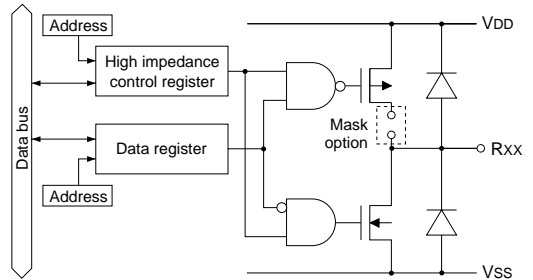 Address
VDD
High impedance
control register
Mask
option
Data bus
Data register
RXX
Address
VSS